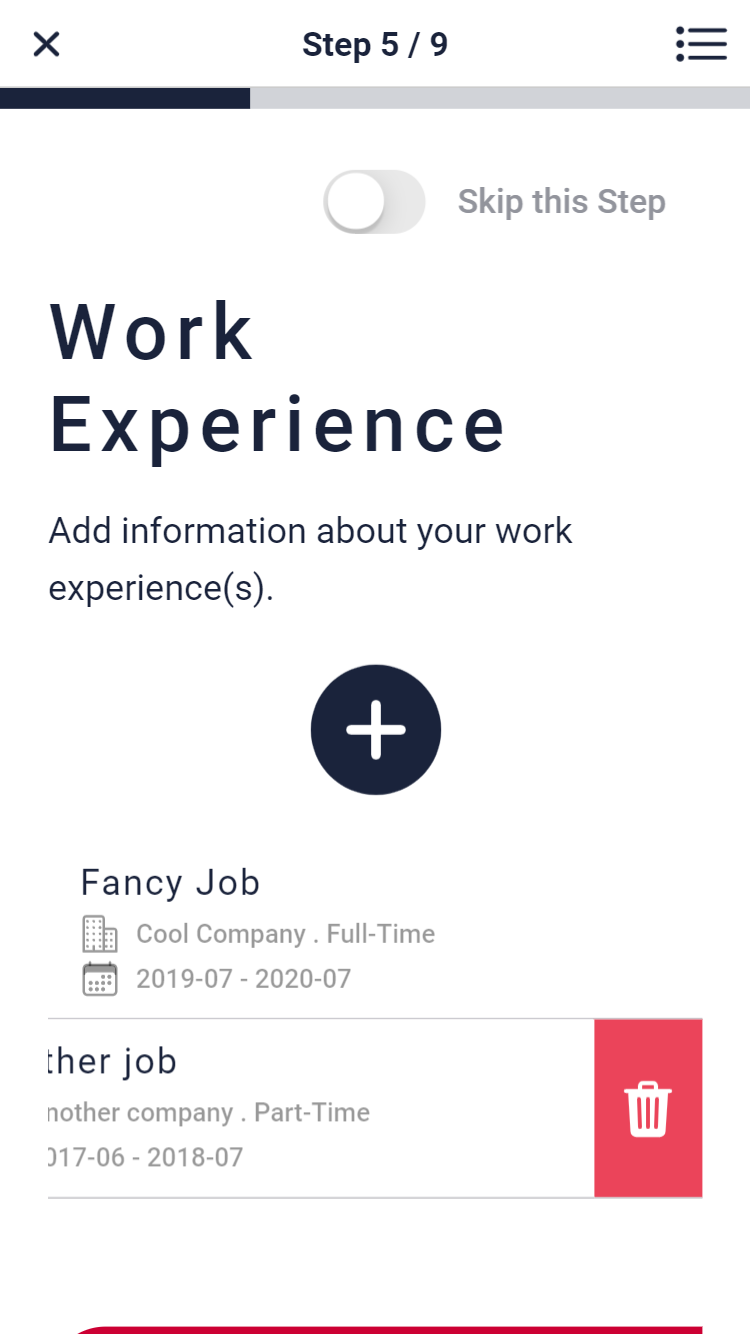 Step 5 / 9
Skip this Step
Work
Experience
Add information about your work
experience(s).
Fancy Job
Cool Company . Full-Time
2019-07 - 2020-07
ther job
nother company . Part-Time
017-06 - 2018-07